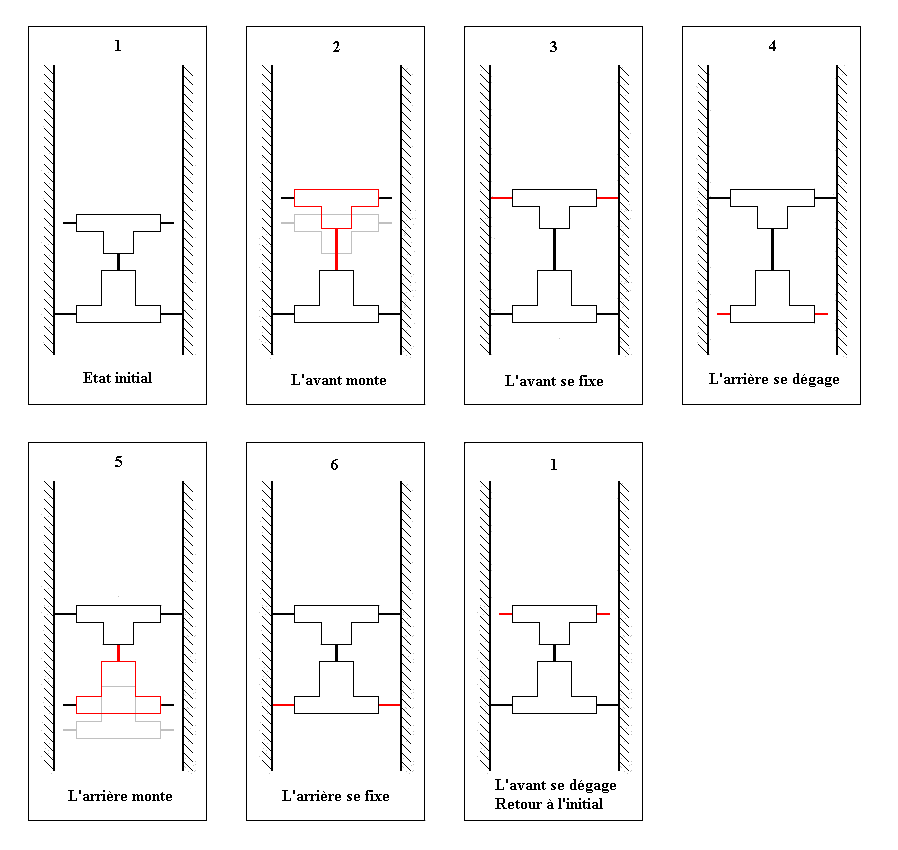 1
Etat initial
2
L'avant monte
3
L'avant se fixe
4
L'arrière se dégage
5
L'arrière monte
6
L'arrière se fixe
1
L'avant se dégage
Retour à l'initial